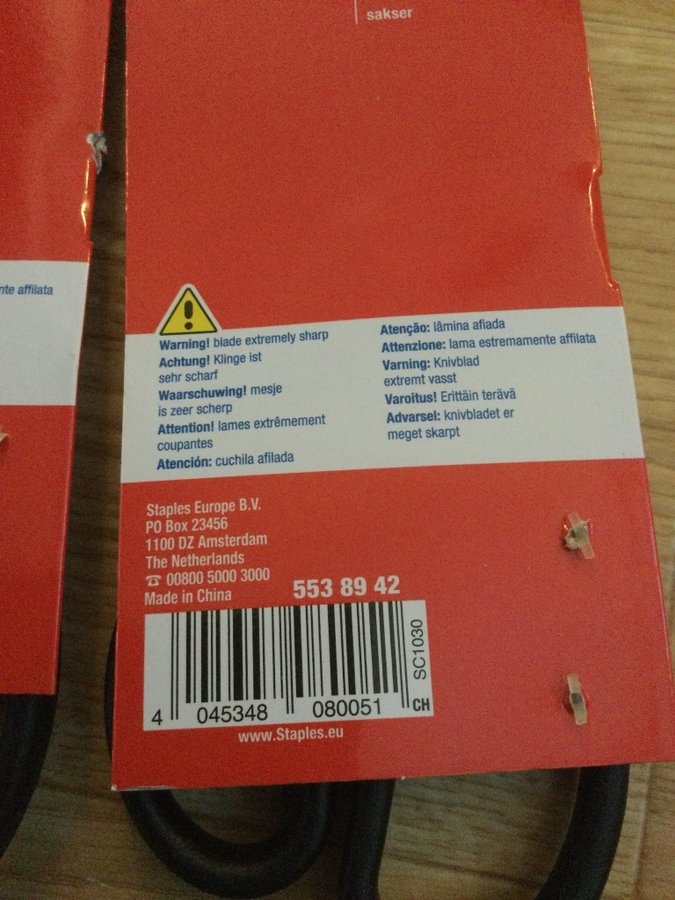 sakser
nte affilata
Warning! blade extremely sharp
Achtung! Klinge ist
sehr scharf
Waarschuwing! mesje
is zeer scherp
Attention! lames extrêmement
coupantes
Atención: cuchila afilada
Atenção: lâmina afiada
Attenzione: lama estremamente affilata
Varning: Knivblad
extremt vasst
Varoitus! Erittäin terävä
Advarsel: knivbladet er
meget skarpt
Staples Europe B.V.
PO Box 23456
1100 DZ Amsterdam
The Netherlands
☎ 00800 5000 3000
Made in China
553 89 42
SC1030
CH
4 045348 080051
www.Staples.eu